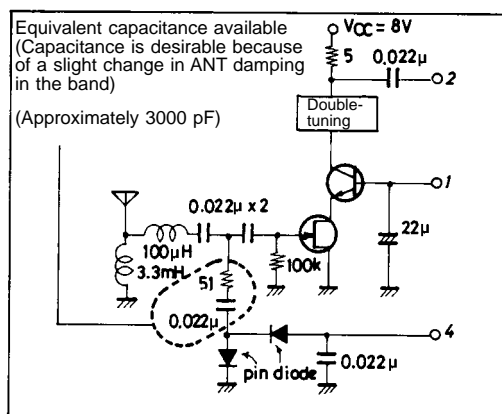 Equivalent capacitance available
(Capacitance is desirable because
of a slight change in ANT damping
in the band)
(Approximately 3000 pF)
VCC = 8V
5
0.022μ
2
Double-
tuning
1
0.022μ x 2
22μ
100μH
100k
3.3mH
51
0.022μ
4
pin diode
0.022μ